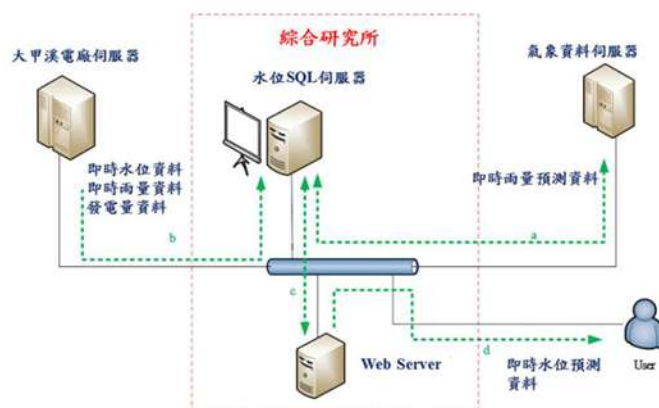 綜合研究所
大甲溪電廠伺服器
水位SQL伺服器
氣象資料伺服器
即時水位資料
即時雨量資料
發電量資料
即時雨量預測資料
b
a
c
Web Server
d
即時水位預測
資料
User